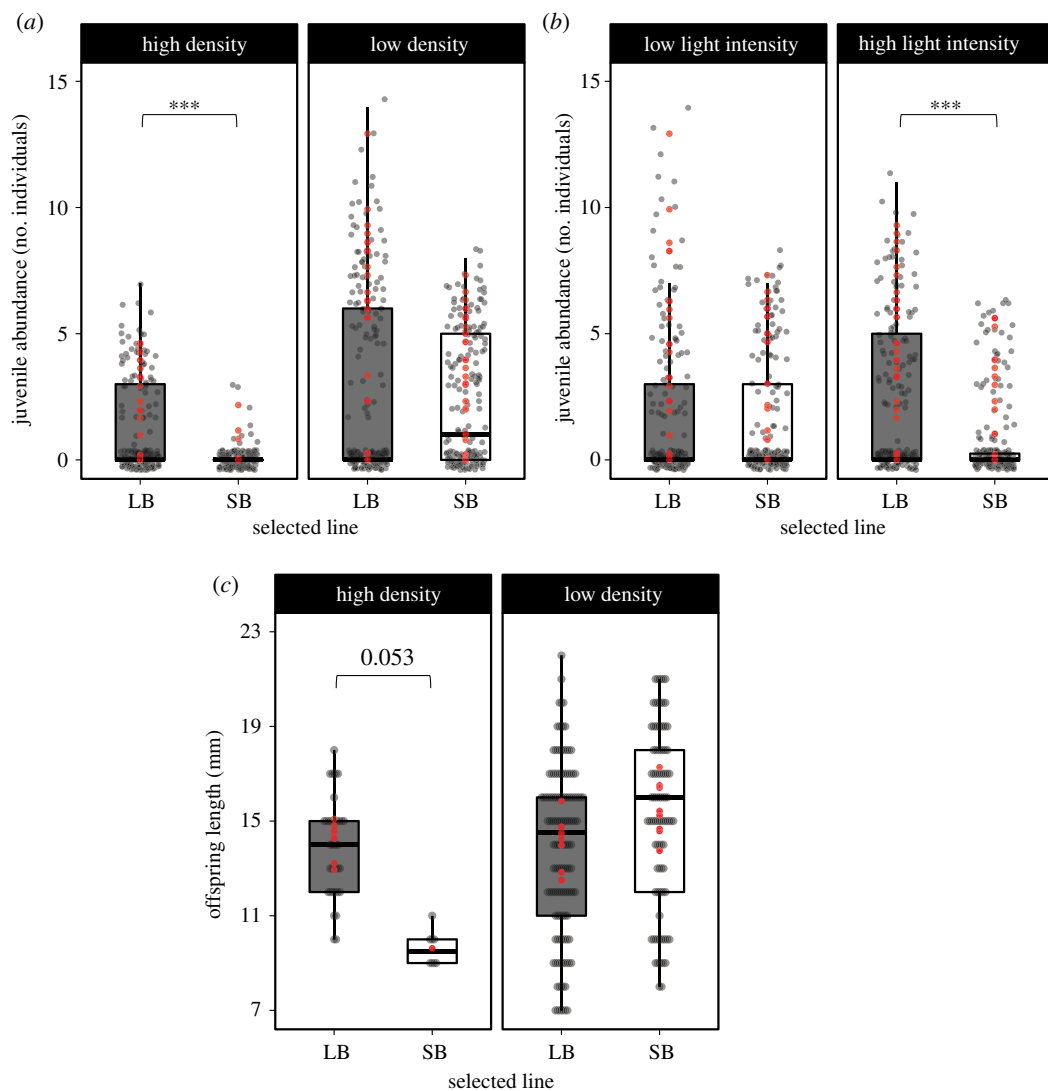 (a)
high density
low density
juvenile abundance (no. individuals)
15
10
5
0
***
LB
SB
LB
SB
selected line
(b)
low light intensity
high light intensity
juvenile abundance (no. individuals)
15
10
5
0
***
LB
SB
LB
SB
selected line
(c)
high density
low density
offspring length (mm)
23
19
15
11
7
0.053
LB
SB
LB
SB
selected line